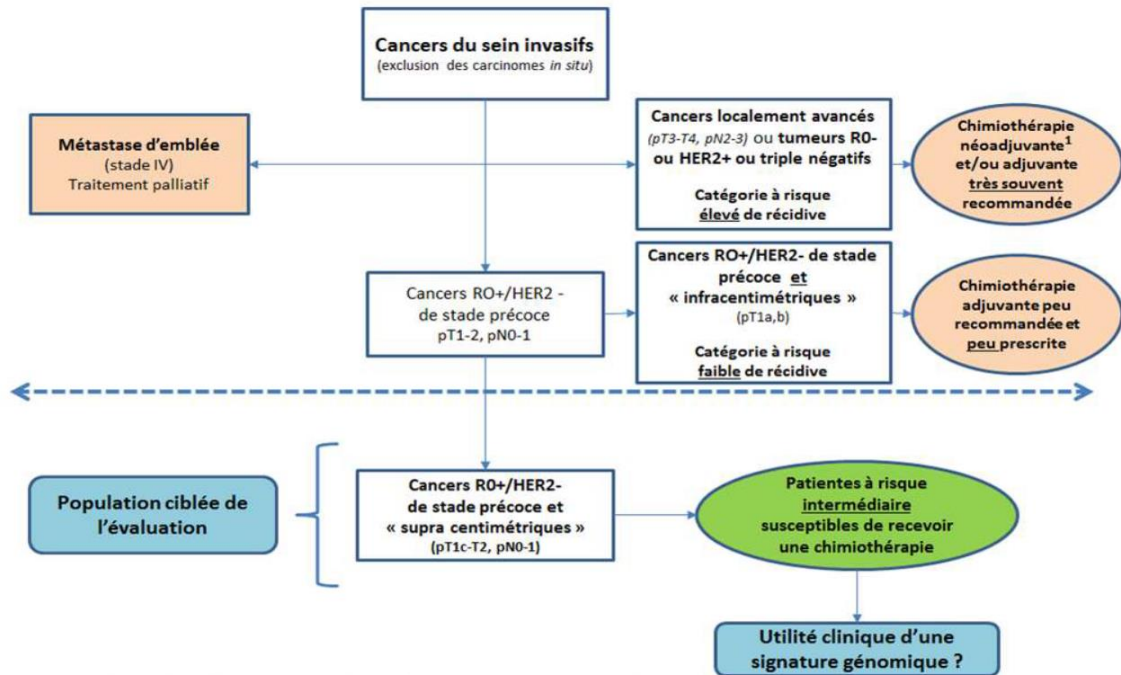 Cancers du sein invasifs
(exclusion des carcinomes in situ)
Métastase d'emblée
(stade IV)
Traitement palliatif
Cancers localement avancés
(pT3-T4, pN2-3) ou tumeurs R0-
ou HER2+ ou triple négatifs
Catégorie à risque
élevé de récidive
Chimiothérapie
néoadjuvante1
et/ou adjuvante
très souvent
recommandée
Cancers RO+/HER2 -
de stade précoce
pT1-2, pN0-1
Cancers RO+/HER2- de stade
précoce et
« infracentimétriques »
(pT1a,b)
Catégorie à risque
faible de récidive
Chimiothérapie
adjuvante peu
recommandée et
peu prescrite
Population ciblée de
l'évaluation
Cancers R0+/HER2-
de stade précoce et
« supra centimétriques »
(pT1c-T2, pN0-1)
Patientes à risque
intermédiaire
susceptibles de recevoir
une chimiothérapie
Utilité clinique d'une
signature génomique ?